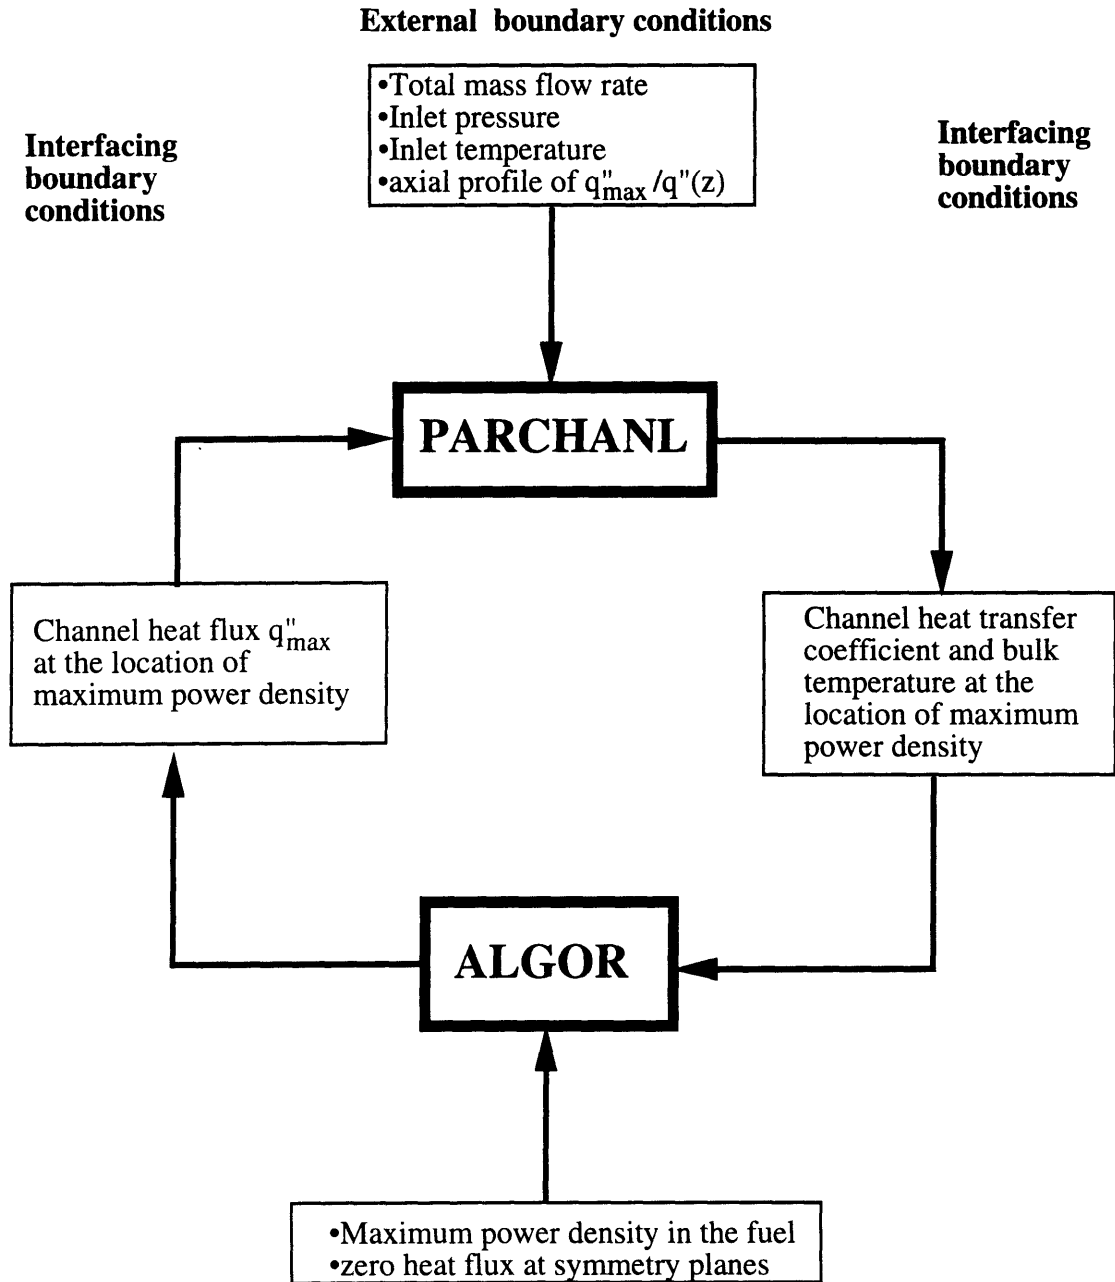 External boundary conditions
•Total mass flow rate
•Inlet pressure
•Inlet temperature
•axial profile of q"max/q"(z)
Interfacing
boundary
conditions
Interfacing
boundary
conditions
PARCHANL
Channel heat flux q"max
at the location of
maximum power density
Channel heat transfer
coefficient and bulk
temperature at the
location of maximum
power density
ALGOR
•Maximum power density in the fuel
•zero heat flux at symmetry planes